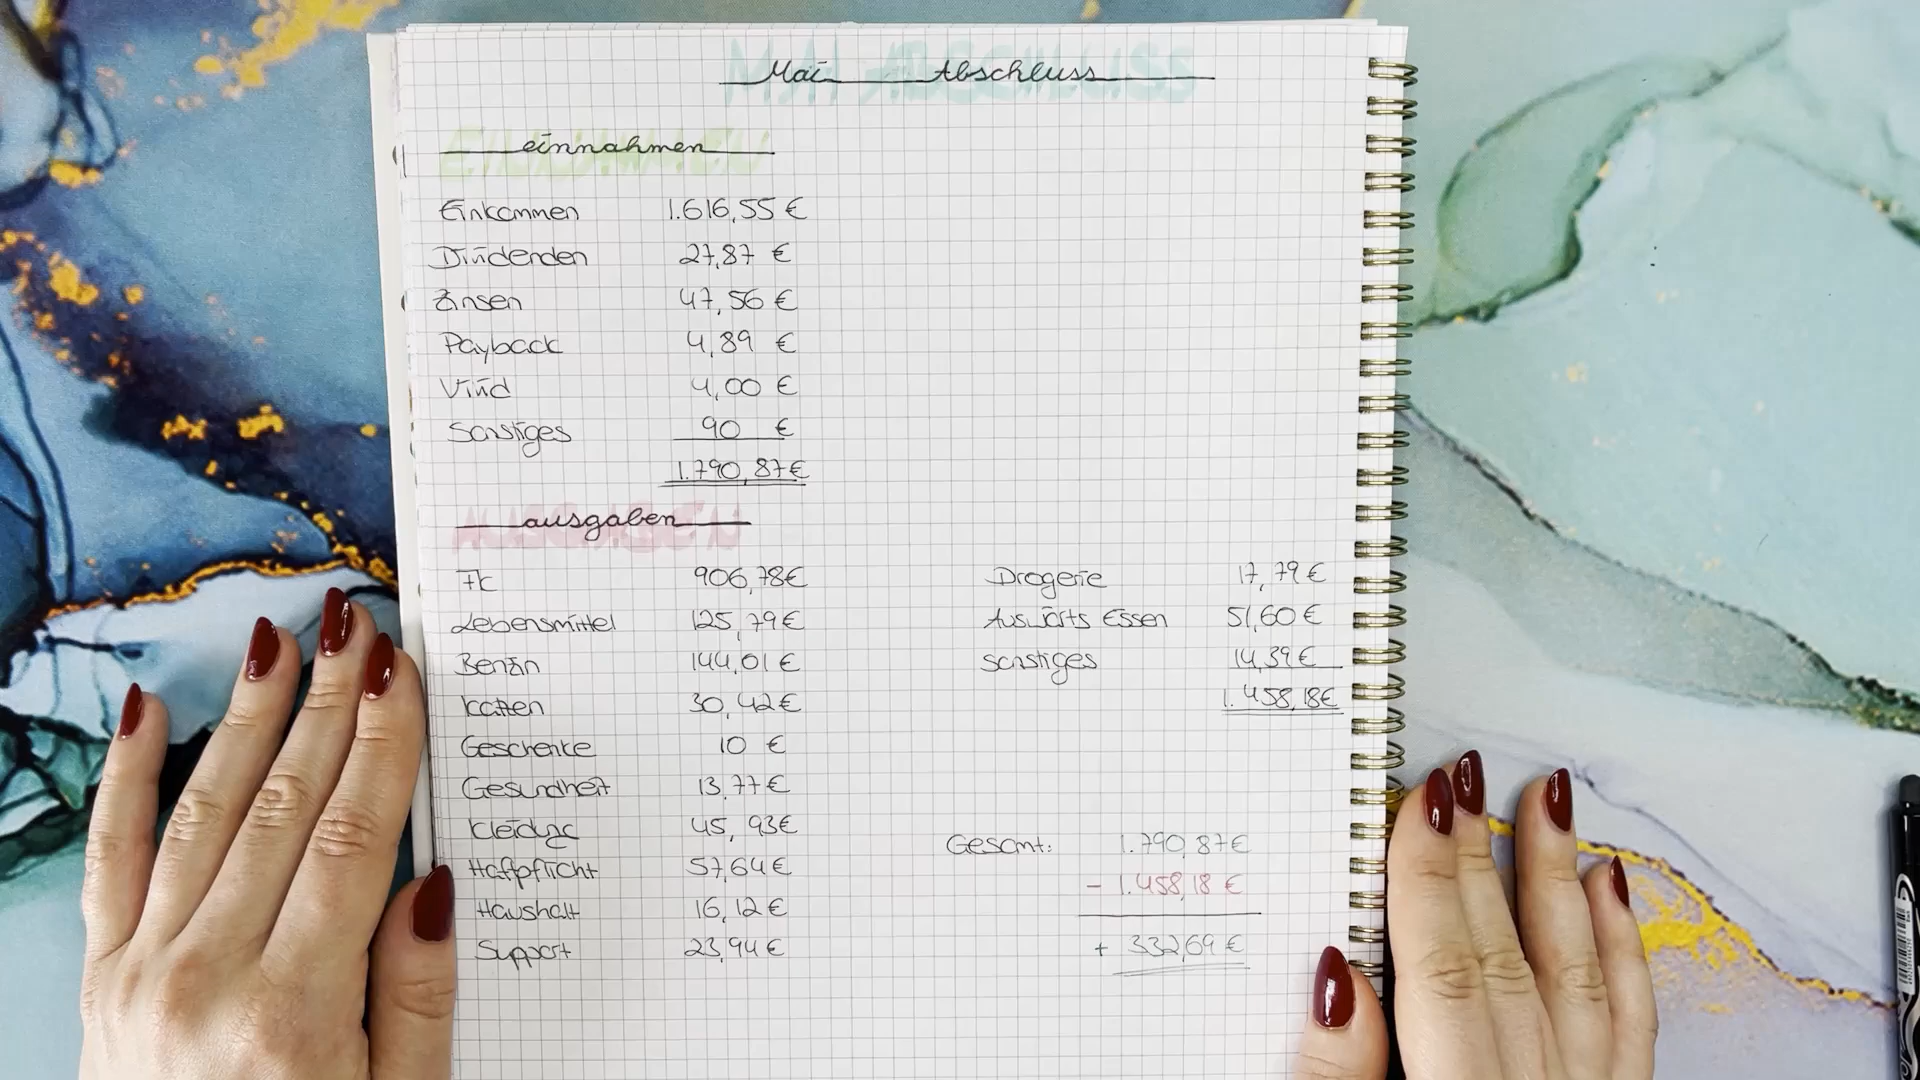 Mai Abschluss
einnahmen
Einkommen 1.616,55 €
Dividenden 27,87 €
Zinsen 47,56 €
Payback 4,89 €
Vinted 4,00 €
Sonstiges 90 €
1.790,87 €
ausgaben
FK 906,78 €
Lebensmittel 125,79 €
Benzin 144,01 €
Katzen 30,42 €
Geschenke 10 €
Gesundheit 13,77 €
Kleidung 45,93 €
Haftpflicht 57,64 €
Haushalt 16,12 €
Support 23,94 €
Drogerie 17,79 €
Auswärts Essen 51,60 €
Sonstiges 14,39 €
1.458,18 €
Gesamt: 1.790,87 €
- 1.458,18 €
+ 332,69 €